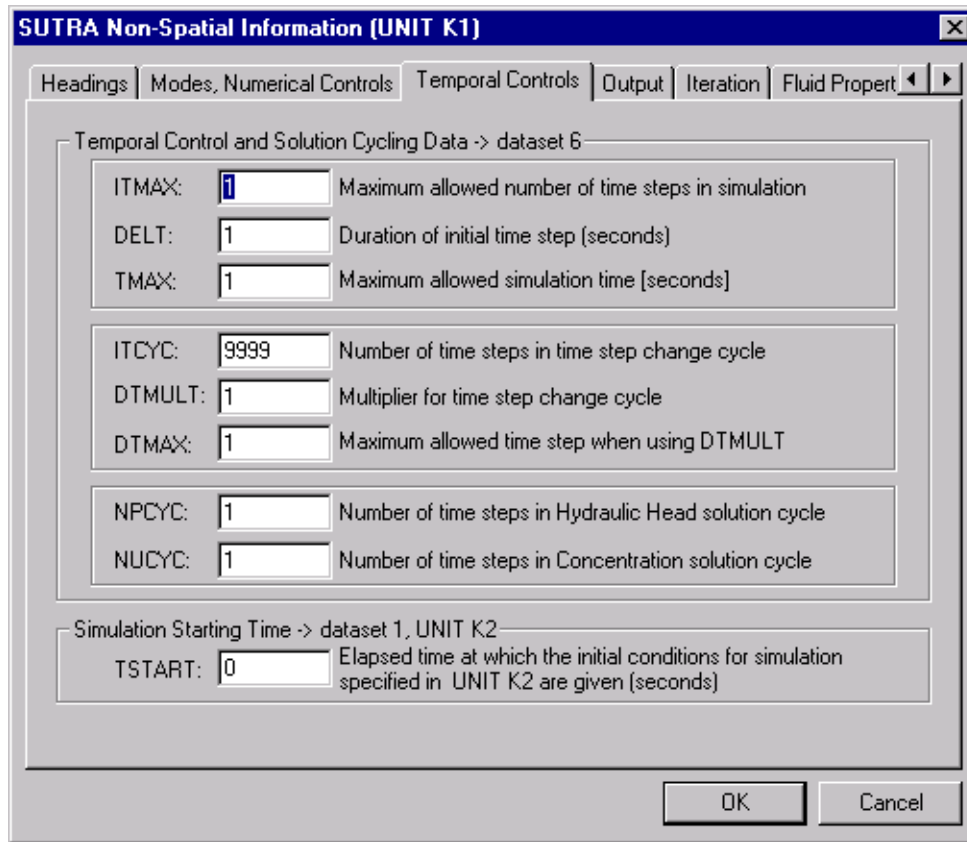 SUTRA Non-Spatial Information (UNIT K1)
Headings Modes, Numerical Controls Temporal Controls Output Iteration Fluid Propert
Temporal Control and Solution Cycling Data -> dataset 6
ITMAX: 1 Maximum allowed number of time steps in simulation
DELT: 1 Duration of initial time step (seconds)
TMAX: 1 Maximum allowed simulation time [seconds]
ITCYC: 9999 Number of time steps in time step change cycle
DTMULT: 1 Multiplier for time step change cycle
DTMAX: 1 Maximum allowed time step when using DTMULT
NPCYC: 1 Number of time steps in Hydraulic Head solution cycle
NUCYC: 1 Number of time steps in Concentration solution cycle
Simulation Starting Time -> dataset 1, UNIT K2
TSTART: 0 Elapsed time at which the initial conditions for simulation
specified in UNIT K2 are given (seconds)
OK Cancel